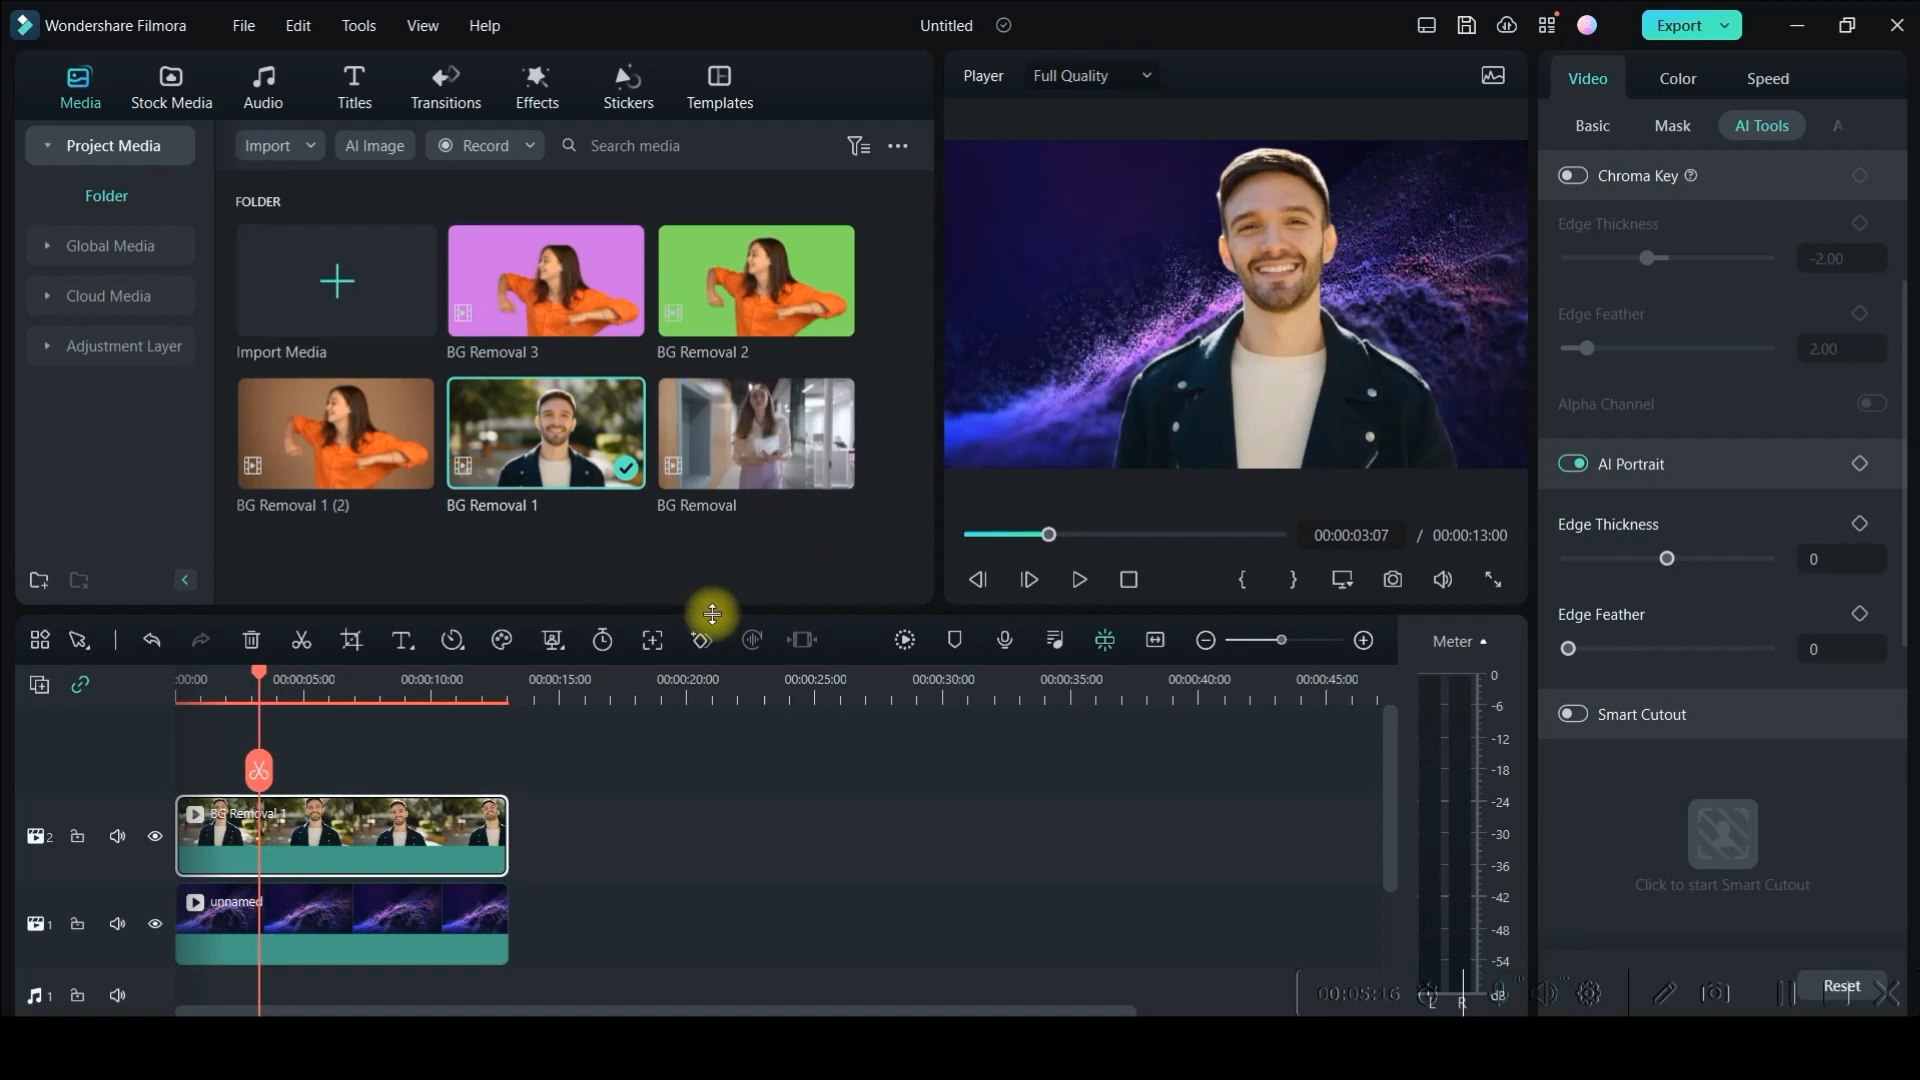 Wondershare Filmora
File
Edit
Tools
View
Help
Untitled
Export
Media
Stock Media
Audio
Titles
Transitions
Effects
Stickers
Templates
Player
Full Quality
Video
Color
Speed
Project Media
Import
AI Image
Record
Search media
Basic
Mask
AI Tools
A
Folder
Global Media
Cloud Media
Adjustment Layer
FOLDER
Import Media
BG Removal 3
BG Removal 2
BG Removal 1 (2)
BG Removal 1
BG Removal
00:00:03:07 / 00:00:13:00
Chroma Key
Edge Thickness
-2.00
Edge Feather
2.00
Alpha Channel
AI Portrait
Edge Thickness
0
Edge Feather
0
Smart Cutout
Click to start Smart Cutout
Reset
Meter
:00:00
00:00:05:00
00:00:10:00
00:00:15:00
00:00:20:00
00:00:25:00
00:00:30:00
00:00:35:00
00:00:40:00
00:00:45:00
0
-6
-12
-18
-24
-30
-36
-42
-48
-54
dB
L
R
2
BG Removal 1
1
unnamed
1
00:05:16